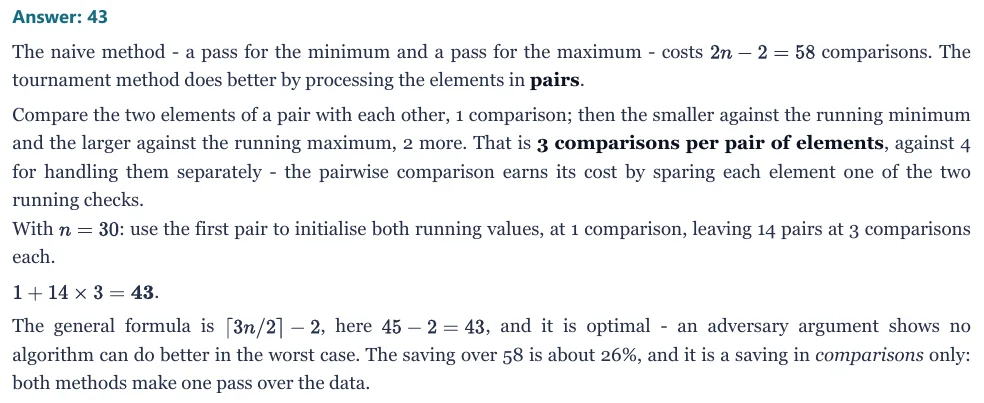 Answer: 43
The naive method - a pass for the minimum and a pass for the maximum - costs 2n − 2 = 58 comparisons. The
tournament method does better by processing the elements in pairs.
Compare the two elements of a pair with each other, 1 comparison; then the smaller against the running minimum
and the larger against the running maximum, 2 more. That is 3 comparisons per pair of elements, against 4
for handling them separately - the pairwise comparison earns its cost by sparing each element one of the two
running checks.
With n = 30: use the first pair to initialise both running values, at 1 comparison, leaving 14 pairs at 3 comparisons
each.
1 + 14 × 3 = 43.
The general formula is ⌈3n/2⌉ − 2, here 45 − 2 = 43, and it is optimal - an adversary argument shows no
algorithm can do better in the worst case. The saving over 58 is about 26%, and it is a saving in comparisons only:
both methods make one pass over the data.